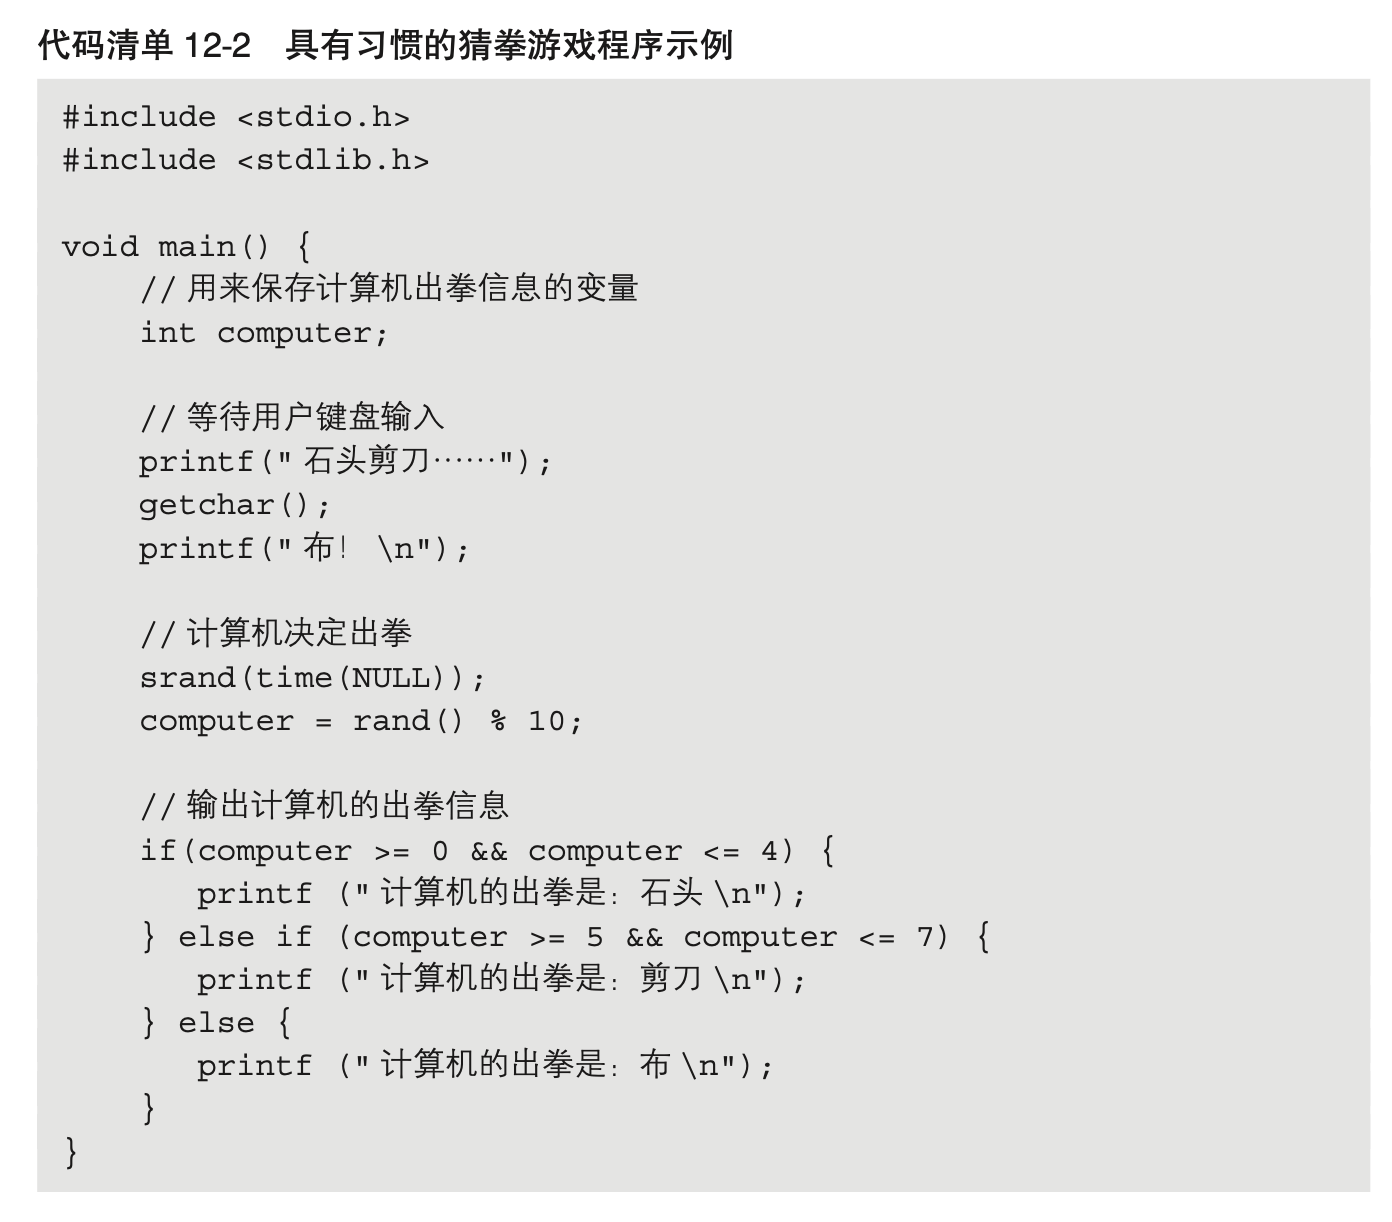 代码清单 12-2　具有习惯的猜拳游戏程序示例
#include <stdio.h>
#include <stdlib.h>
void main() {
    // 用来保存计算机出拳信息的变量
    int computer;
    // 等待用户键盘输入
    printf(" 石头剪刀……");
    getchar();
    printf(" 布！ \n");
    // 计算机决定出拳
    srand(time(NULL));
    computer = rand() % 10;
    // 输出计算机的出拳信息
    if(computer >= 0 && computer <= 4) {
       printf (" 计算机的出拳是：石头 \n");
    } else if (computer >= 5 && computer <= 7) {
       printf (" 计算机的出拳是：剪刀 \n");
    } else {
       printf (" 计算机的出拳是：布 \n");
    }
}